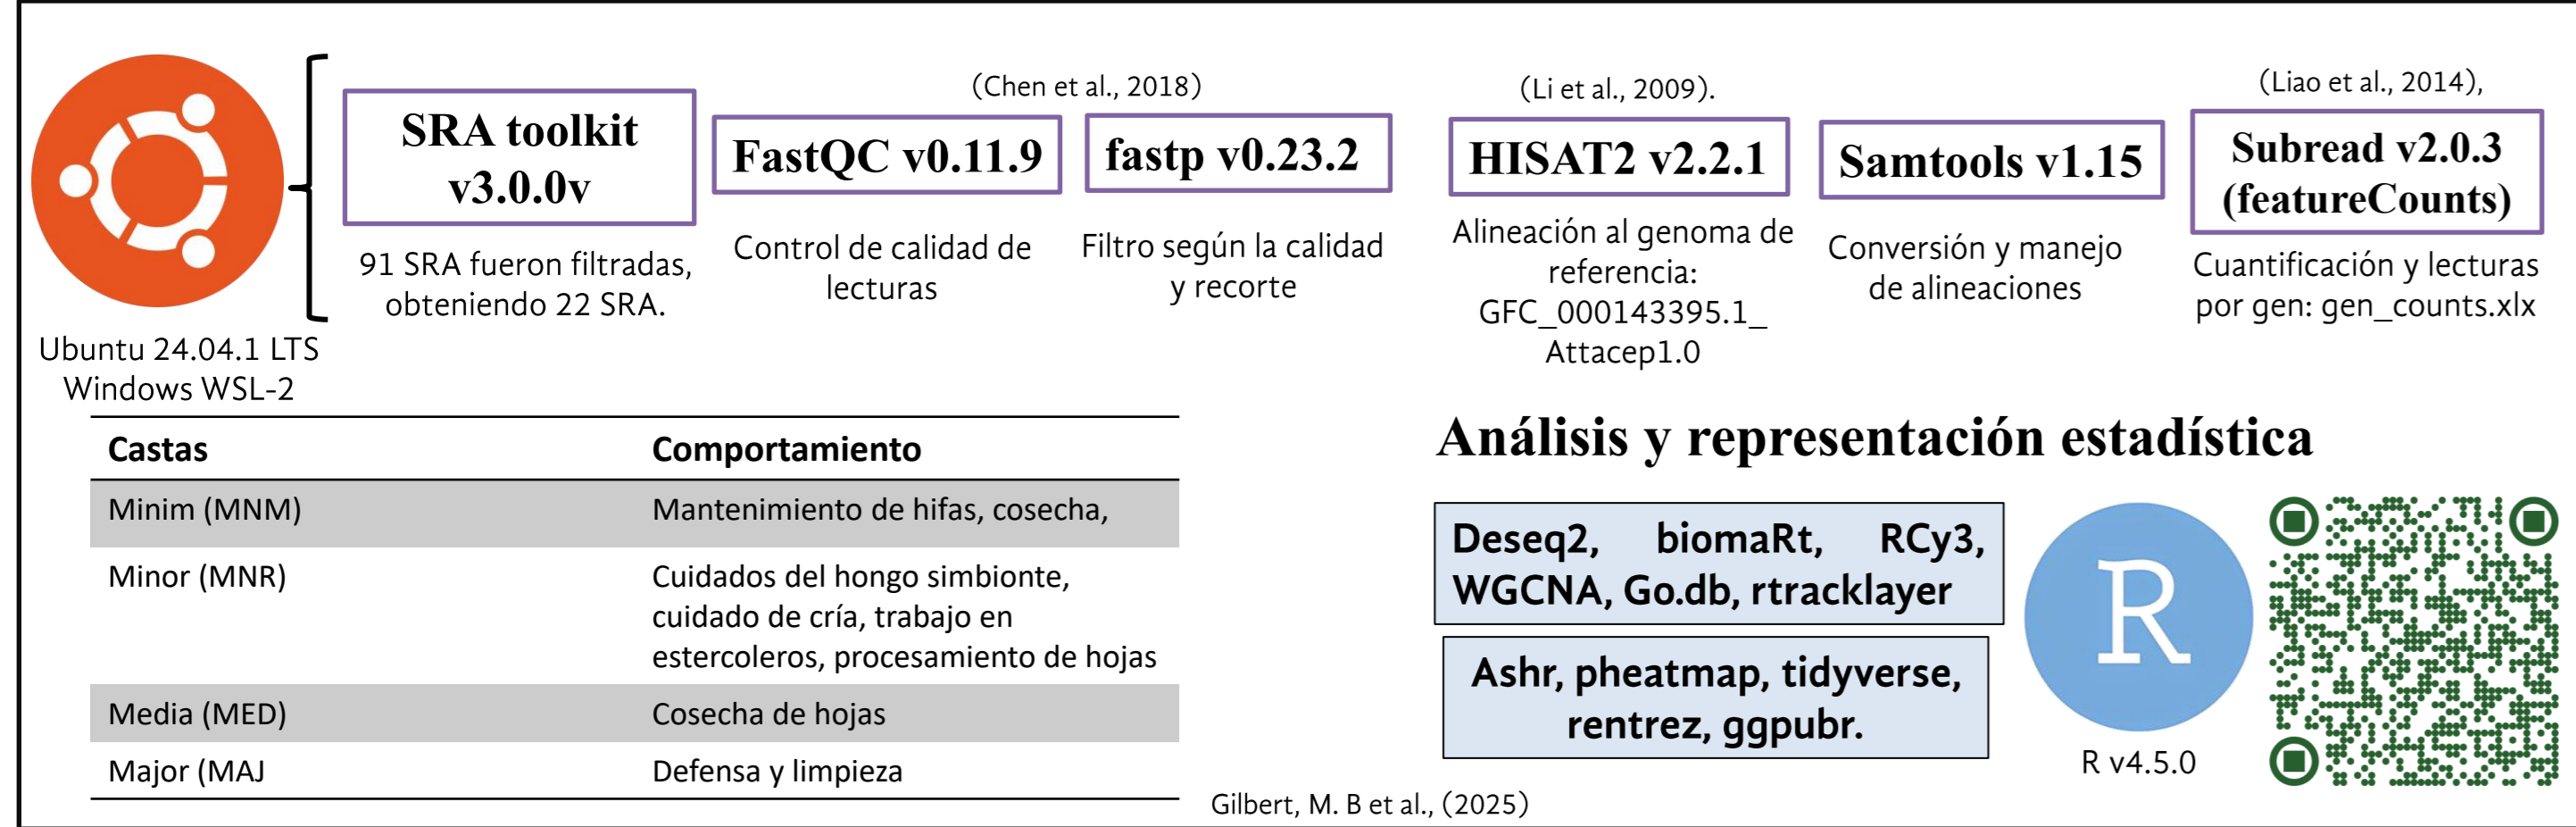 (Chen et al., 2018)
(Li et al., 2009).
(Liao et al., 2014),
SRA toolkit
v3.0.0v
FastQC v0.11.9
fastp v0.23.2
HISAT2 v2.2.1
Samtools v1.15
Subread v2.0.3
(featureCounts)
91 SRA fueron filtradas,
obteniendo 22 SRA.
Control de calidad de
lecturas
Filtro según la calidad
y recorte
Alineación al genoma de
referencia:
GFC_000143395.1_
Attacep1.0
Conversión y manejo
de alineaciones
Cuantificación y lecturas
por gen: gen_counts.xlx
Ubuntu 24.04.1 LTS
Windows WSL-2
Castas Comportamiento
Minim (MNM) Mantenimiento de hifas, cosecha,
Minor (MNR) Cuidados del hongo simbionte,
cuidado de cría, trabajo en
estercoleros, procesamiento de hojas
Media (MED) Cosecha de hojas
Major (MAJ Defensa y limpieza
Gilbert, M. B et al., (2025)
Análisis y representación estadística
Deseq2, biomaRt, RCy3,
WGCNA, Go.db, rtracklayer
Ashr, pheatmap, tidyverse,
rentrez, ggpubr.
R
R v4.5.0